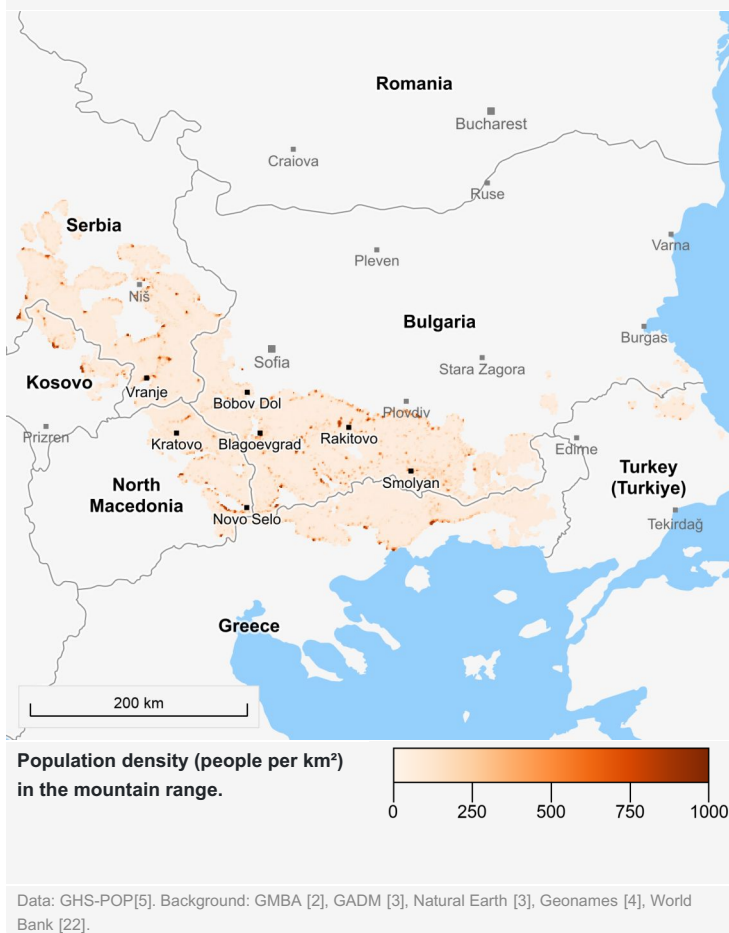 Romania
Bucharest
Craiova
Ruse
Serbia
Varna
Pleven
Niš
Bulgaria
Burgas
Sofia
Stara Zagora
Kosovo
Vranje
Bobov Dol
Plovdiv
Prizren
Kratovo
Blagoevgrad
Rakitovo
Edirne
Smolyan
Turkey
(Turkiye)
North
Macedonia
Novo Selo
Tekirdağ
Greece
200 km
Population density (people per km²)
in the mountain range.
0 250 500 750 1000
Data: GHS-POP[5]. Background: GMBA [2], GADM [3], Natural Earth [3], Geonames [4], World
Bank [22].